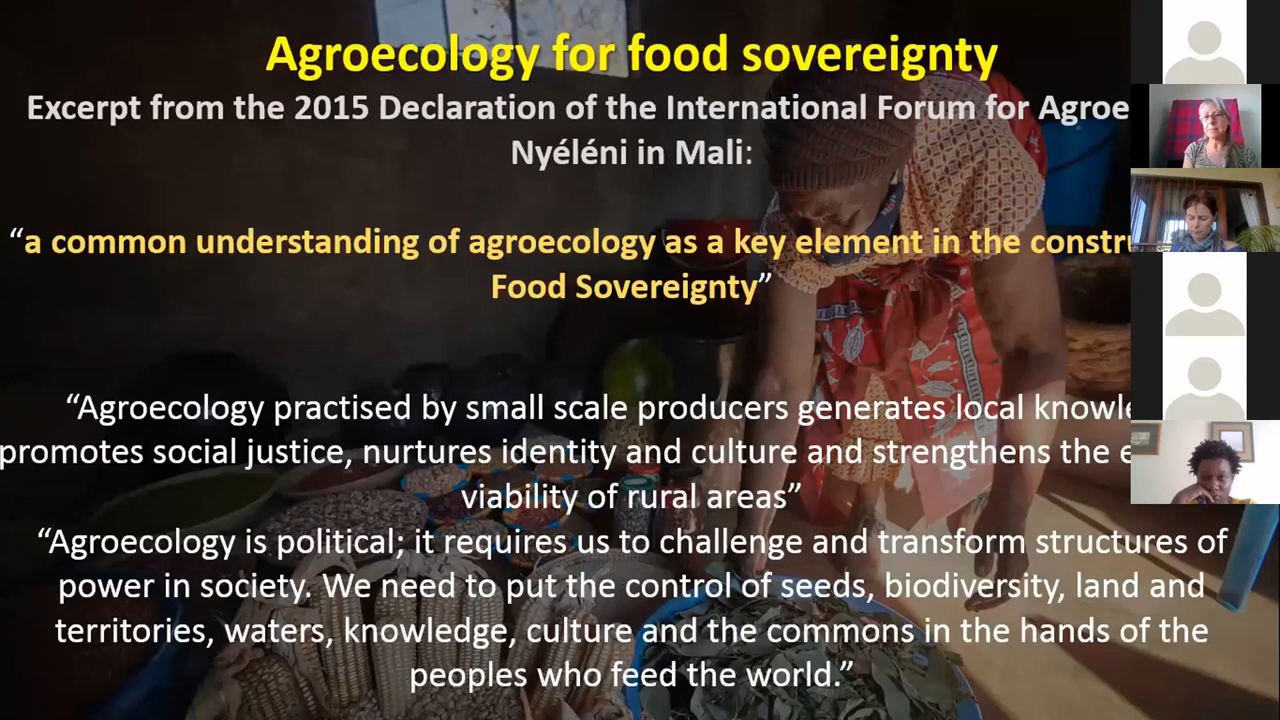 Agroecology for food sovereignty
Excerpt from the 2015 Declaration of the International Forum for Agroe
Nyéléni in Mali:
“a common understanding of agroecology as a key element in the constru
Food Sovereignty”
“Agroecology practised by small scale producers generates local knowle
promotes social justice, nurtures identity and culture and strengthens the e
viability of rural areas”
“Agroecology is political; it requires us to challenge and transform structures of
power in society. We need to put the control of seeds, biodiversity, land and
territories, waters, knowledge, culture and the commons in the hands of the
peoples who feed the world.”